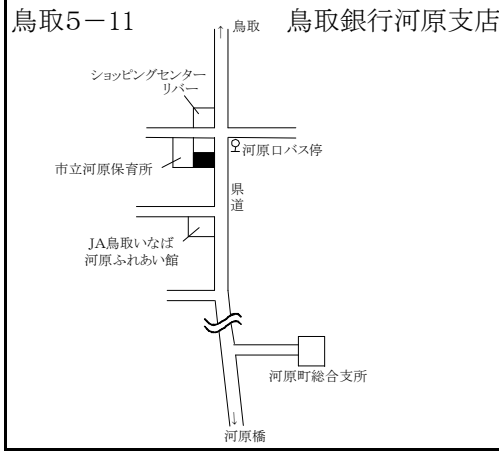 鳥取5－11
鳥取銀行河原支店
↑ 鳥取
ショッピングセンター
リバー
河原口バス停
市立河原保育所
県道
JA鳥取いなば
河原ふれあい館
河原町総合支所
↓
河原橋